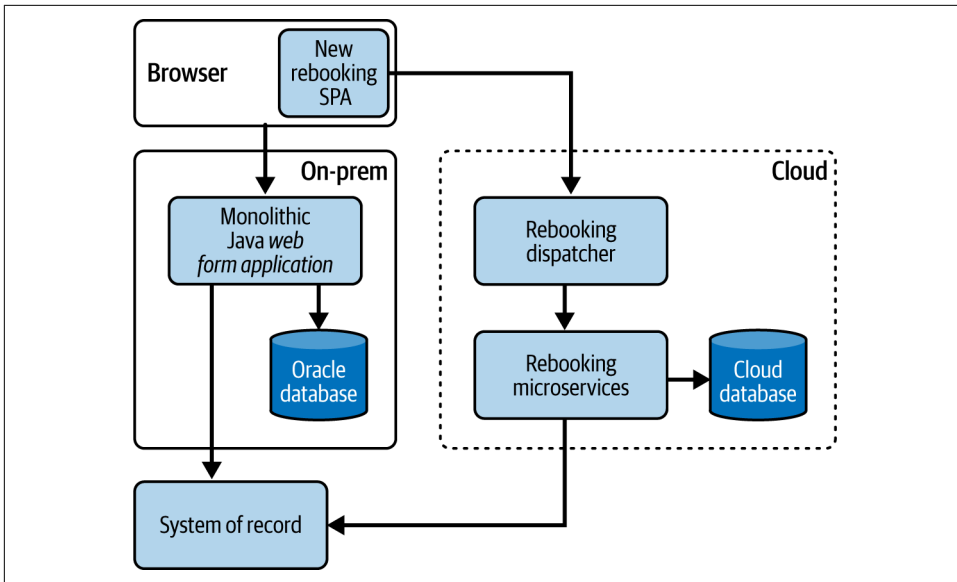 Browser
New
rebooking
SPA
On-prem
Cloud
Monolithic
Java web
form application
Rebooking
dispatcher
Oracle
database
Rebooking
microservices
Cloud
database
System of record